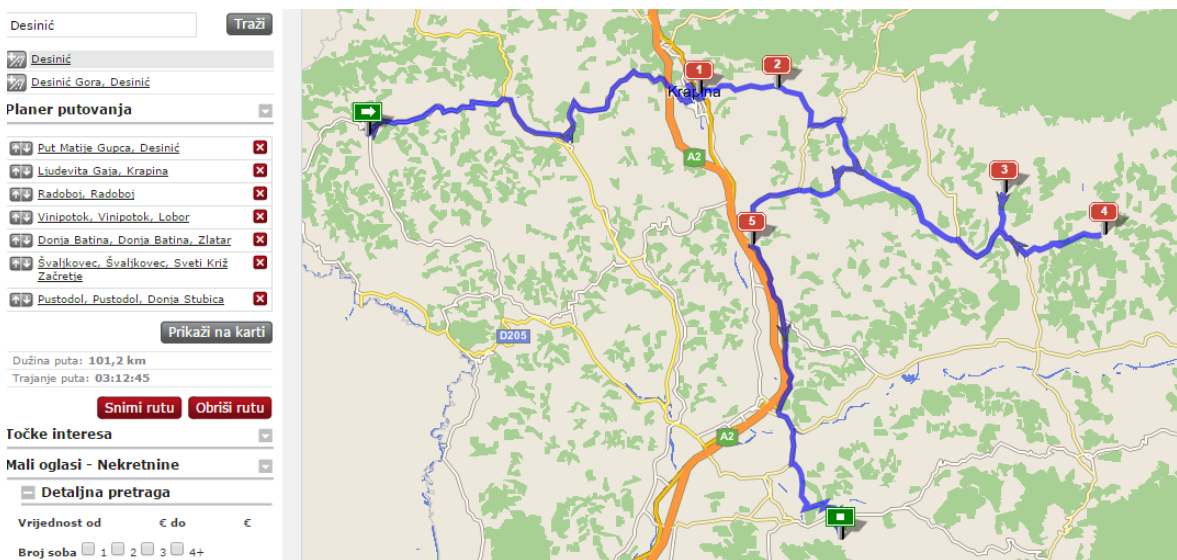 Desinić
Traži
Desinić
Desinić Gora, Desinić
Planer putovanja
Put Matije Gupca, Desinić
Ljudevita Gaja, Krapina
Radoboj, Radoboj
Vinipotok, Vinipotok, Lobor
Donja Batina, Donja Batina, Zlatar
Švaljkovec, Švaljkovec, Sveti Križ
Začretje
Pustodol, Pustodol, Donja Stubica
Prikaži na karti
Dužina puta: 101,2 km
Trajanje puta: 03:12:45
Snimi rutu Obriši rutu
Točke interesa
Mali oglasi - Nekretnine
Detaljna pretraga
Vrijednost od € do €
Broj soba 1 2 3 4+
1
2
Krapina
A2
3
4
5
D205
A2